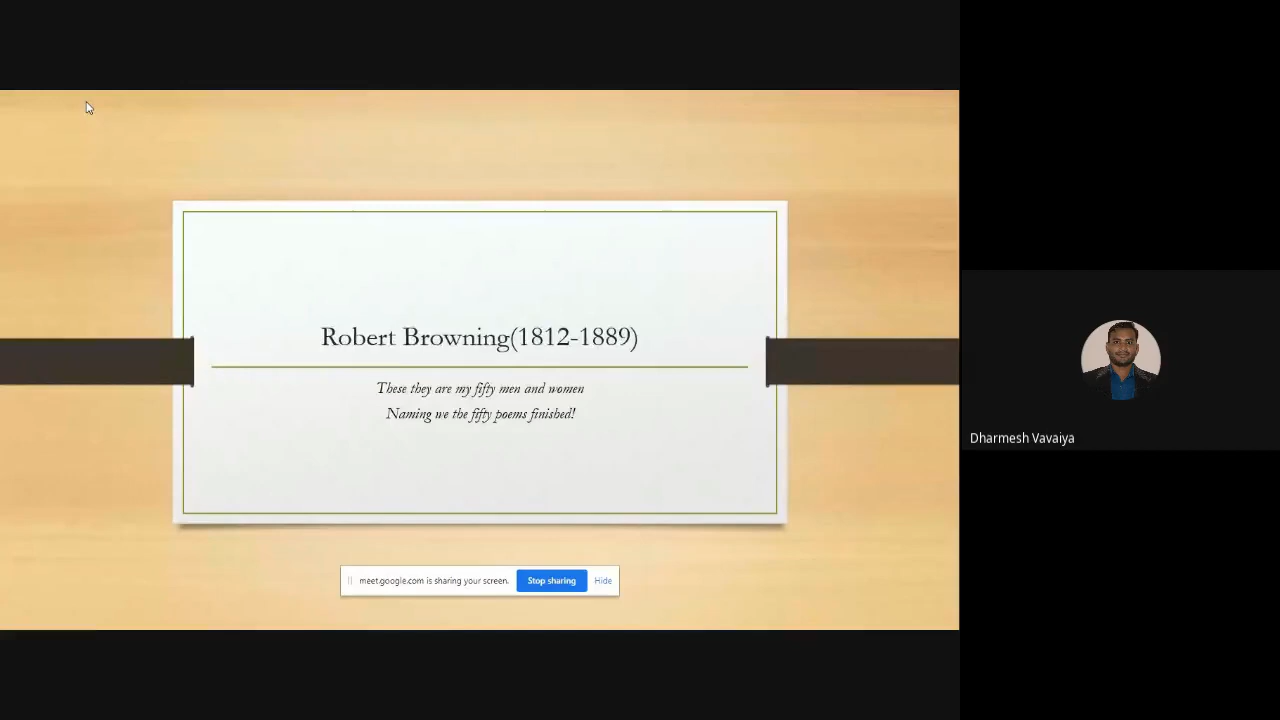 Robert Browning(1812-1889)
These they are my fifty men and women
Naming we the fifty poems finished!
meet.google.com is sharing your screen.
Stop sharing
Hide
Dharmesh Vavaiya